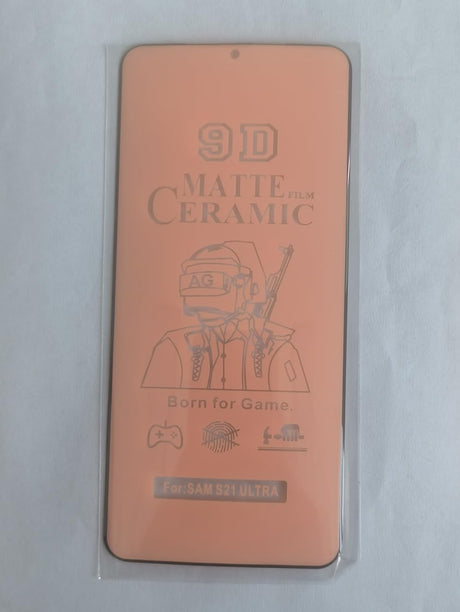 9D
MATTE FILM
CERAMIC
AG
Born for Game.
For:SAM S21 ULTRA